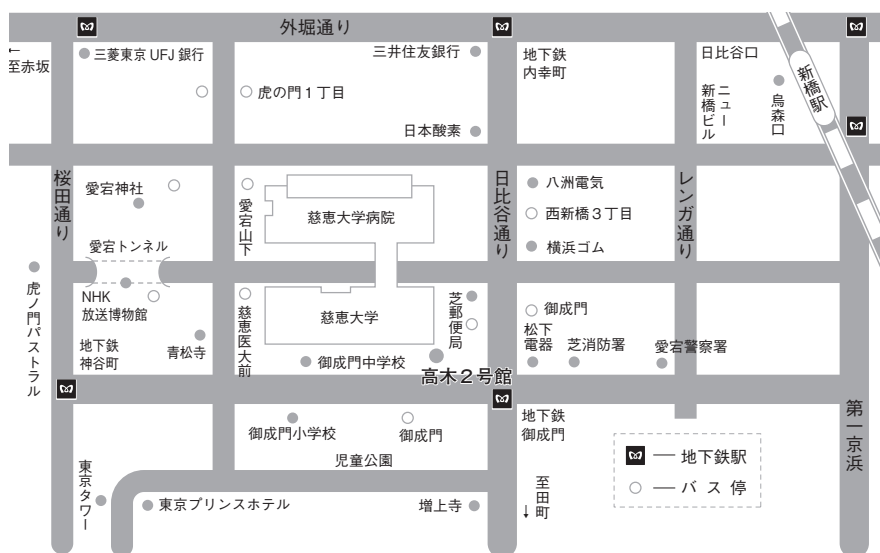 外堀通り
←
至赤坂
三菱東京UFJ銀行
三井住友銀行
地下鉄
内幸町
日比谷口
新橋駅
虎の門1丁目
ニュー
新橋ビル
烏森口
日本酸素
桜田通り
愛宕神社
愛宕山下
慈恵大学病院
日比谷通り
八洲電気
西新橋3丁目
横浜ゴム
レンガ通り
愛宕トンネル
虎ノ門パストラル
NHK
放送博物館
地下鉄
神谷町
青松寺
慈恵医大前
慈恵大学
芝郵便局
御成門中学校
高木2号館
御成門
松下
電器
芝消防署
愛宕警察署
御成門小学校
御成門
児童公園
地下鉄
御成門
第一京浜
地下鉄駅
バス停
東京タワー
東京プリンスホテル
増上寺
至田町
↓